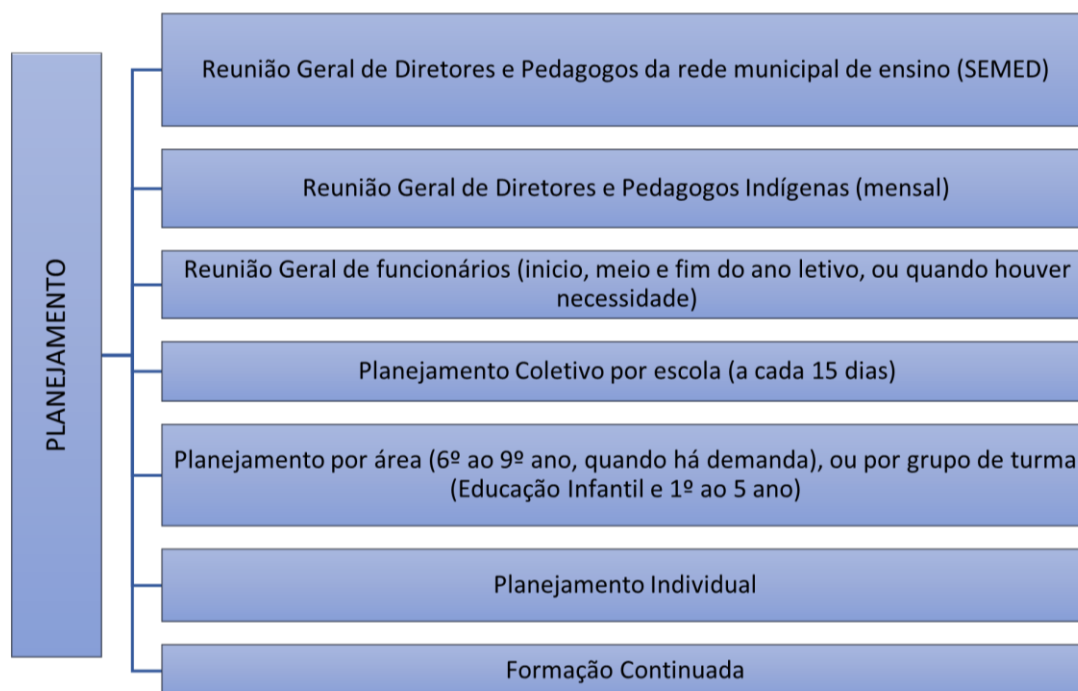 PLANEJAMENTO
Reunião Geral de Diretores e Pedagogos da rede municipal de ensino (SEMED)
Reunião Geral de Diretores e Pedagogos Indígenas (mensal)
Reunião Geral de funcionários (inicio, meio e fim do ano letivo, ou quando houver
necessidade)
Planejamento Coletivo por escola (a cada 15 dias)
Planejamento por área (6º ao 9º ano, quando há demanda), ou por grupo de turma
(Educação Infantil e 1º ao 5 ano)
Planejamento Individual
Formação Continuada